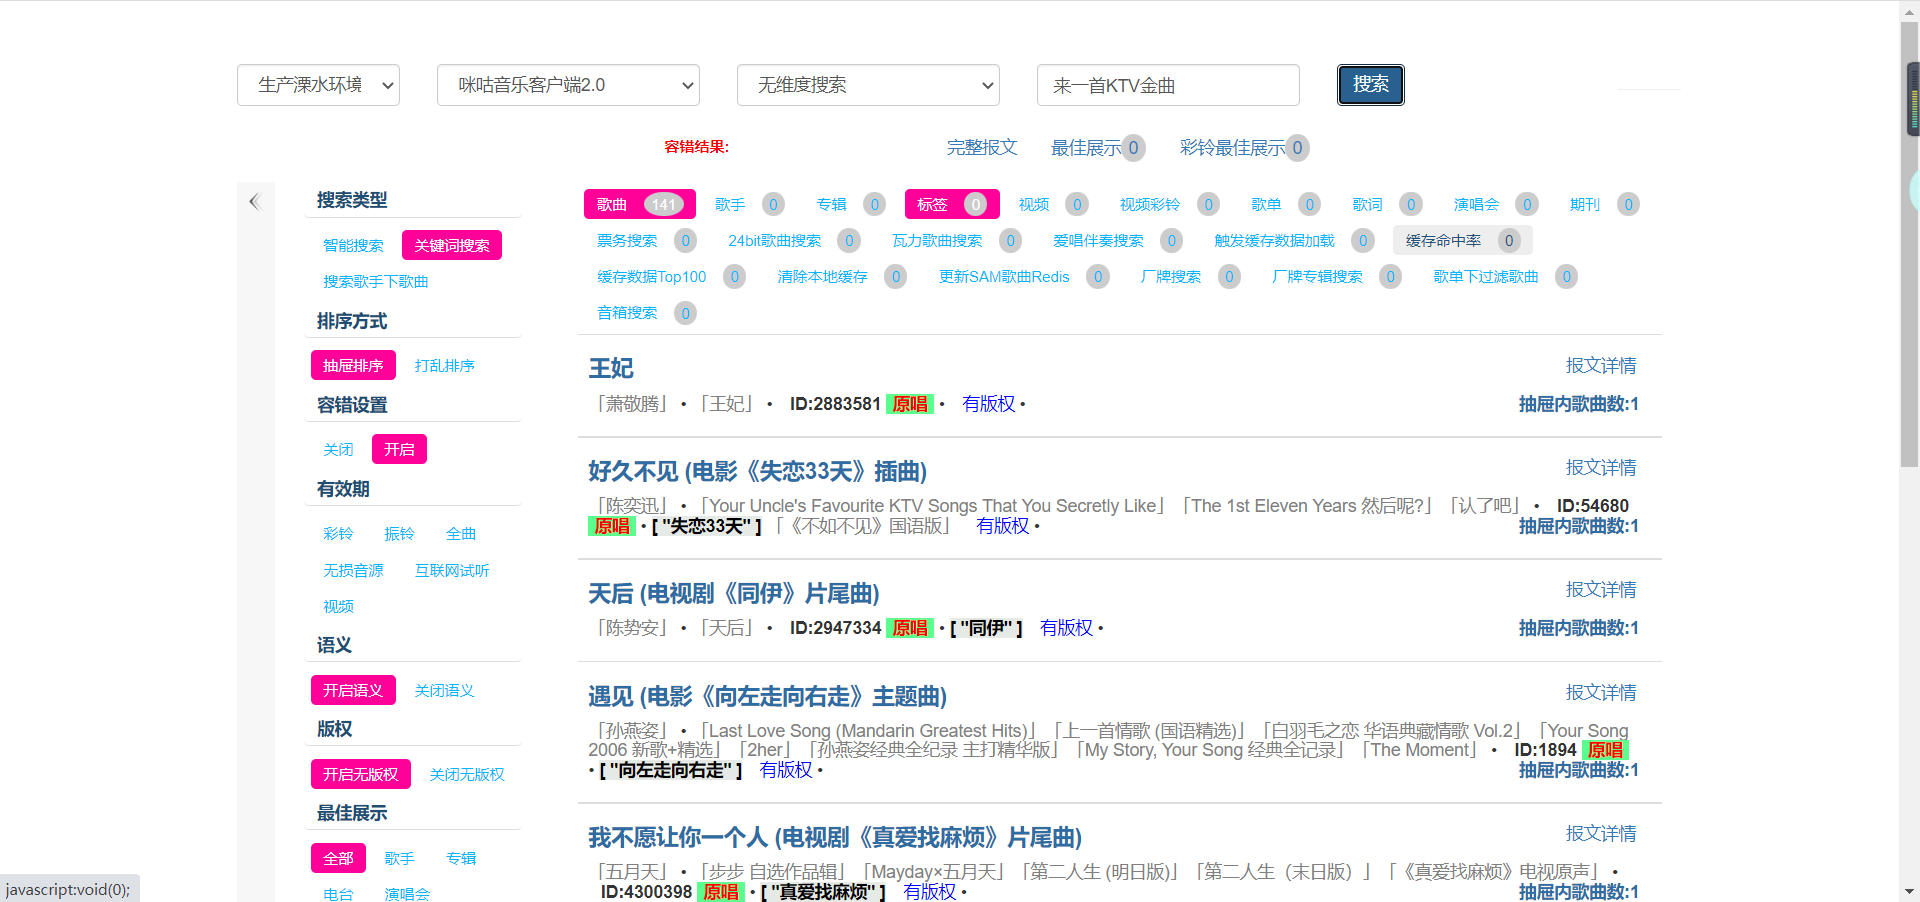 生产溧水环境 咪咕音乐客户端2.0 无维度搜索 来一首KTV金曲 搜索
容错结果: 完整报文 最佳展示 0 彩铃最佳展示 0
搜索类型
智能搜索 关键词搜索
搜索歌手下歌曲
排序方式
抽屉排序 打乱排序
容错设置
关闭 开启
有效期
彩铃 振铃 全曲
无损音源 互联网试听
视频
语义
开启语义 关闭语义
版权
开启无版权 关闭无版权
最佳展示
全部 歌手 专辑
电台 演唱会
歌曲 141 歌手 0 专辑 0 标签 0 视频 0 视频彩铃 0 歌单 0 歌词 0 演唱会 0 期刊 0
票务搜索 0 24bit歌曲搜索 0 瓦力歌曲搜索 0 爱唱伴奏搜索 0 触发缓存数据加载 0 缓存命中率 0
缓存数据Top100 0 清除本地缓存 0 更新SAM歌曲Redis 0 厂牌搜索 0 厂牌专辑搜索 0 歌单下过滤歌曲 0
音箱搜索 0
王妃 报文详情
「萧敬腾」 • 「王妃」 • ID:2883581 原唱 • 有版权 • 抽屉内歌曲数:1
好久不见 (电影《失恋33天》插曲) 报文详情
「陈奕迅」 • 「Your Uncle's Favourite KTV Songs That You Secretly Like」 「The 1st Eleven Years 然后呢?」 「认了吧」 • ID:54680
原唱 • [ "失恋33天" ] 「《不如不见》国语版」 有版权 • 抽屉内歌曲数:1
天后 (电视剧《同伊》片尾曲) 报文详情
「陈势安」 • 「天后」 • ID:2947334 原唱 • [ "同伊" ] 有版权 • 抽屉内歌曲数:1
遇见 (电影《向左走向右走》主题曲) 报文详情
「孙燕姿」 • 「Last Love Song (Mandarin Greatest Hits)」 「上一首情歌 (国语精选)」 「白羽毛之恋 华语典藏情歌 Vol.2」 「Your Song
2006 新歌+精选」 「2her」 「孙燕姿经典全纪录 主打精华版」 「My Story, Your Song 经典全记录」 「The Moment」 • ID:1894 原唱
• [ "向左走向右走" ] 有版权 • 抽屉内歌曲数:1
我不愿让你一个人 (电视剧《真爱找麻烦》片尾曲) 报文详情
「五月天」 • 「步步 自选作品辑」 「Mayday×五月天」 「第二人生 (明日版)」 「第二人生（末日版）」 「《真爱找麻烦》电视原声」 •
ID:4300398 原唱 • [ "真爱找麻烦" ] 有版权 • 抽屉内歌曲数:1
javascript:void(0);